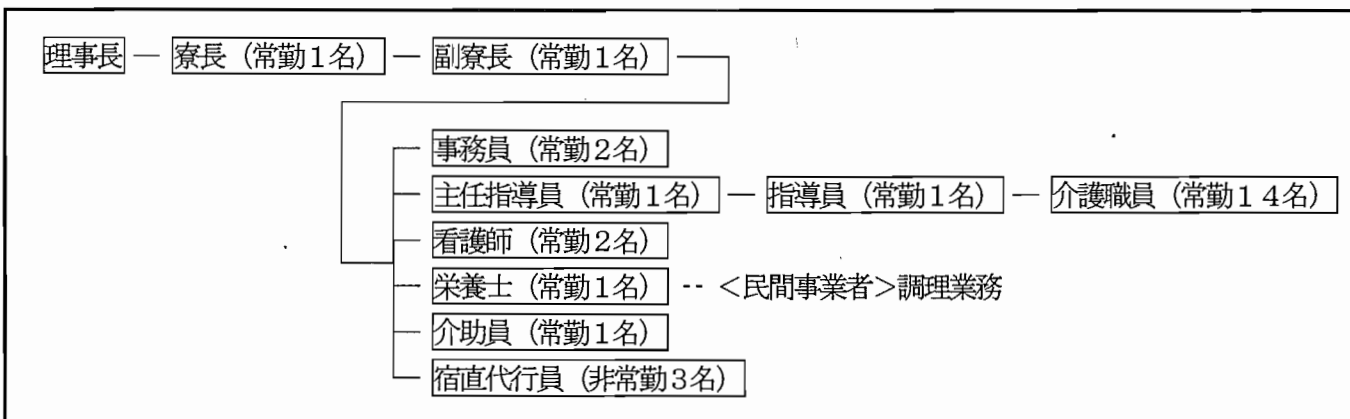 理事長 ― 寮長（常勤１名） ― 副寮長（常勤１名）
事務員（常勤２名）
主任指導員（常勤１名） ― 指導員（常勤１名） ― 介護職員（常勤１４名）
看護師（常勤２名）
栄養士（常勤１名） -- ＜民間事業者＞調理業務
介助員（常勤１名）
宿直代行員（非常勤３名）